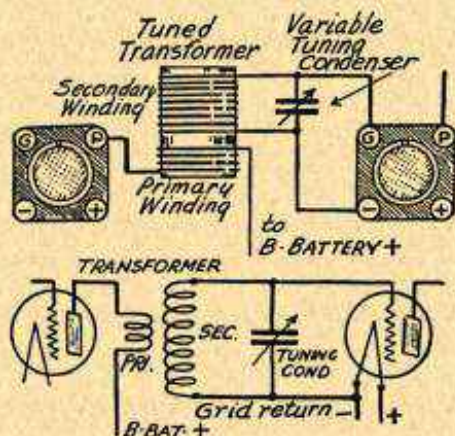 Tuned
Transformer
Variable
Tuning
Condenser
Secondary
Winding
G P
G P
- +
- +
Primary
Winding
to
B-BATTERY +
TRANSFORMER
PRI.
SEC.
TUNING
COND
Grid return - +
B-BAT. +